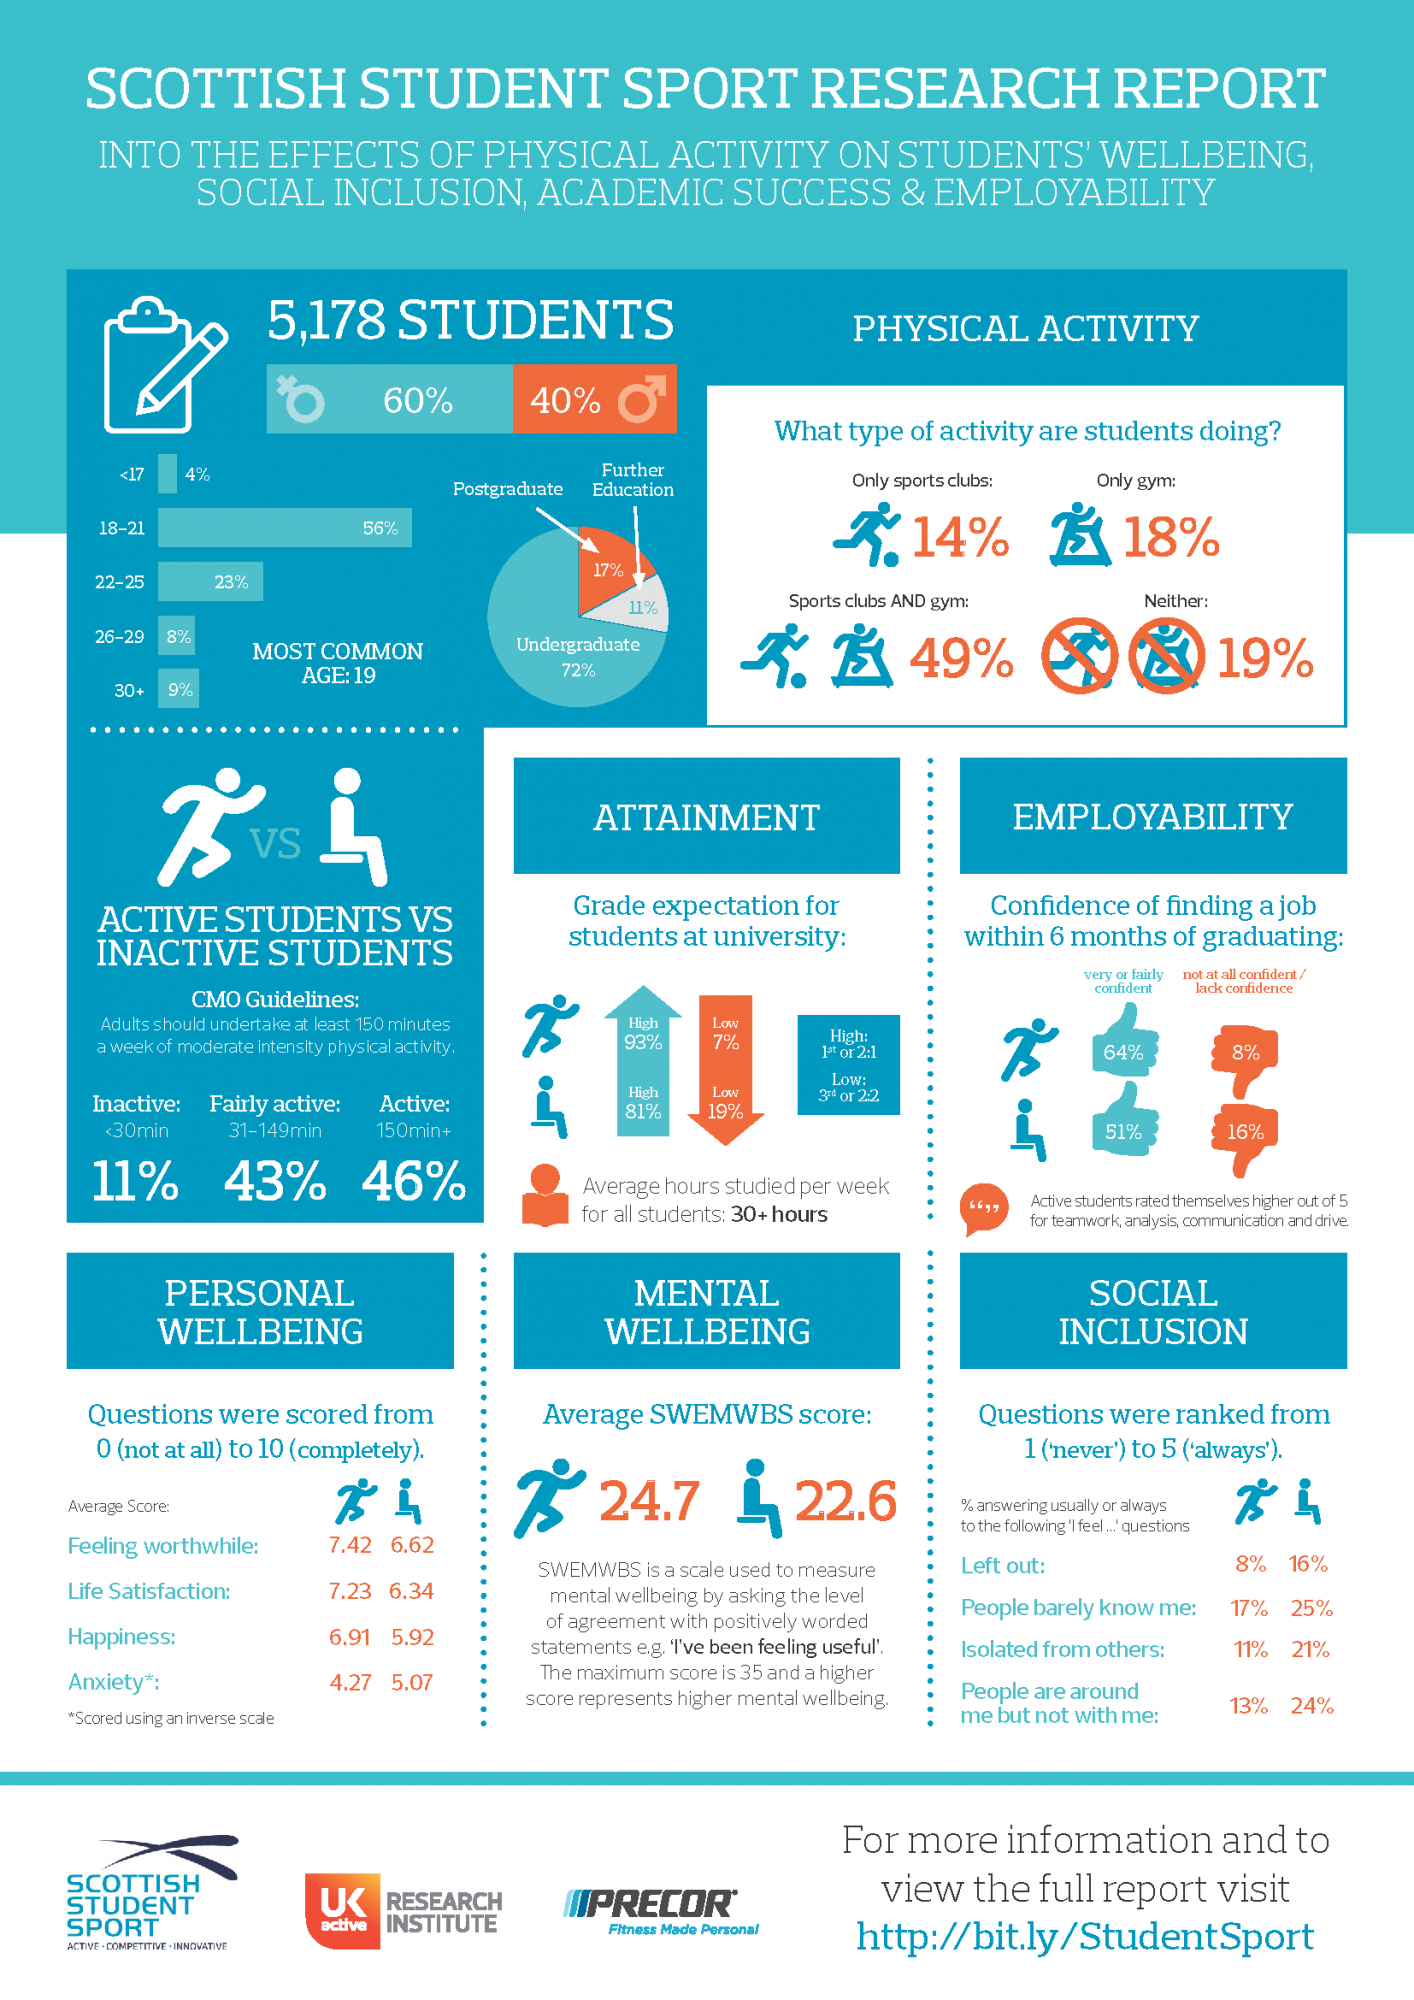 SCOTTISH STUDENT SPORT RESEARCH REPORT
INTO THE EFFECTS OF PHYSICAL ACTIVITY ON STUDENTS' WELLBEING,
SOCIAL INCLUSION, ACADEMIC SUCCESS & EMPLOYABILITY
5,178 STUDENTS
60% 40%
<17 4%
18-21 56%
22-25 23%
26-29 8%
30+ 9%
MOST COMMON
AGE: 19
Postgraduate
Further
Education
17%
11%
Undergraduate
72%
PHYSICAL ACTIVITY
What type of activity are students doing?
Only sports clubs: Only gym:
14% 18%
Sports clubs AND gym: Neither:
49% 19%
VS
ACTIVE STUDENTS VS
INACTIVE STUDENTS
CMO Guidelines:
Adults should undertake at least 150 minutes
a week of moderate intensity physical activity.
Inactive: Fairly active: Active:
<30min 31-149min 150min+
11% 43% 46%
ATTAINMENT
Grade expectation for
students at university:
High Low
93% 7%
High Low
81% 19%
High:
1st or 2:1
Low:
3rd or 2:2
Average hours studied per week
for all students: 30+ hours
EMPLOYABILITY
Confidence of finding a job
within 6 months of graduating:
very or fairly
confident
not at all confident /
lack confidence
64% 8%
51% 16%
Active students rated themselves higher out of 5
for teamwork, analysis, communication and drive.
PERSONAL
WELLBEING
Questions were scored from
0 (not at all) to 10 (completely).
Average Score:
Feeling worthwhile: 7.42 6.62
Life Satisfaction: 7.23 6.34
Happiness: 6.91 5.92
Anxiety*: 4.27 5.07
*Scored using an inverse scale
MENTAL
WELLBEING
Average SWEMWBS score:
24.7 22.6
SWEMWBS is a scale used to measure
mental wellbeing by asking the level
of agreement with positively worded
statements e.g. 'I've been feeling useful'.
The maximum score is 35 and a higher
score represents higher mental wellbeing.
SOCIAL
INCLUSION
Questions were ranked from
1 ('never') to 5 ('always').
% answering usually or always
to the following 'I feel ...' questions
Left out: 8% 16%
People barely know me: 17% 25%
Isolated from others: 11% 21%
People are around
me but not with me: 13% 24%
SCOTTISH
STUDENT
SPORT
ACTIVE • COMPETITIVE • INNOVATIVE
UK
active
RESEARCH
INSTITUTE
PRECOR
Fitness Made Personal
For more information and to
view the full report visit
http://bit.ly/StudentSport